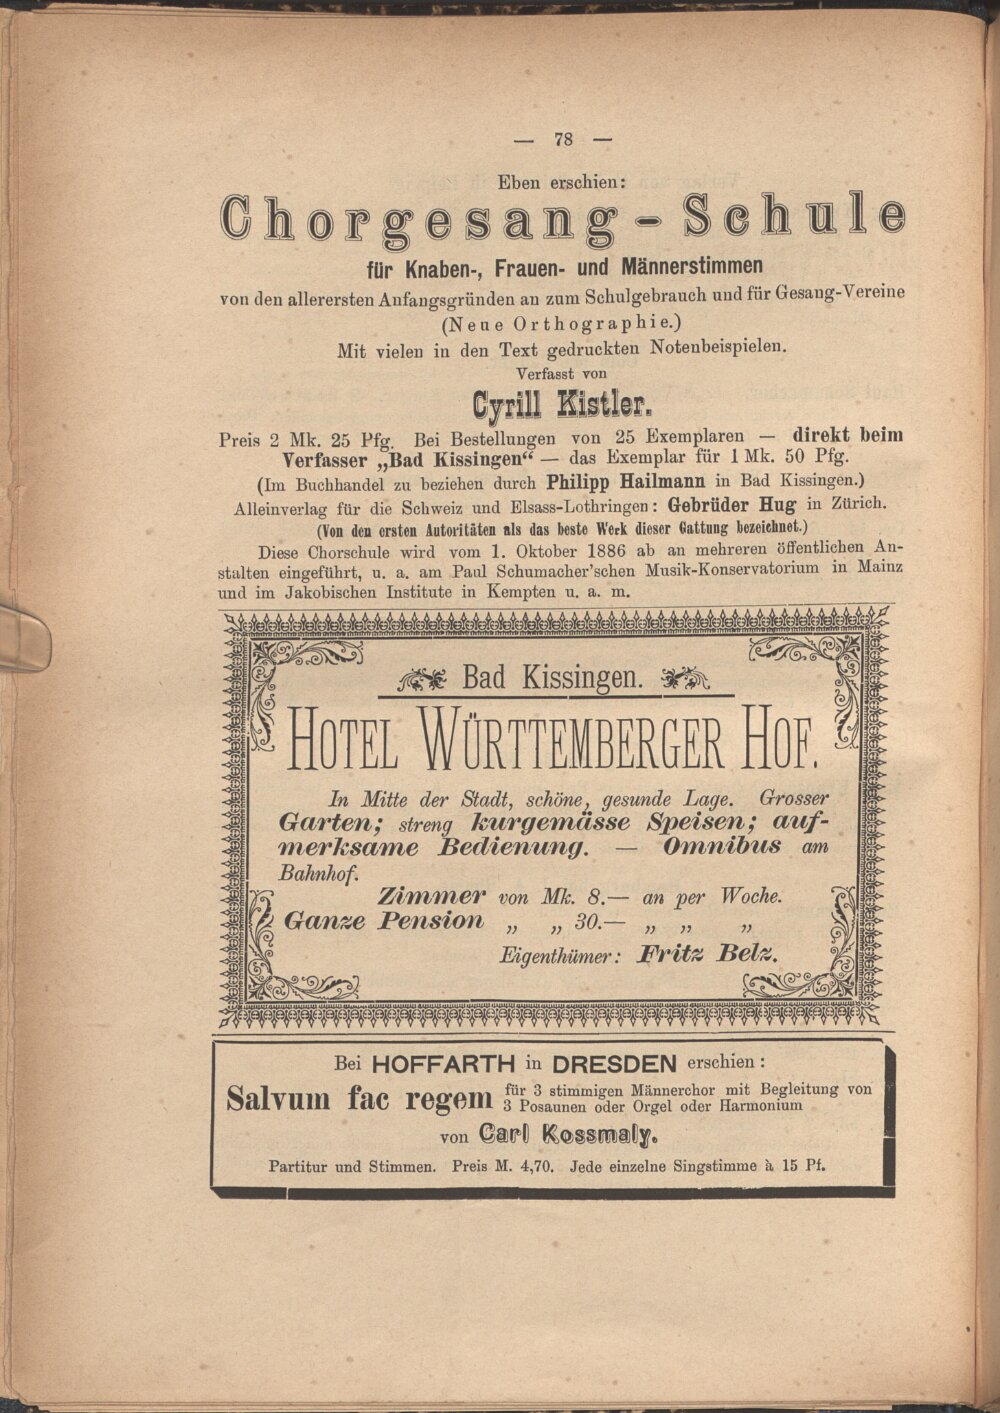 — 78 —
Eben erschien:
Chorgesang-Schule
für Knaben-, Frauen- und Männerstimmen
von den allerersten Anfangsgründen an zum Schulgebrauch und für Gesang-Vereine
(Neue Orthographie.)
Mit vielen in den Text gedruckten Notenbeispielen.
Verfasst von
Cyrill Kistler.
Preis 2 Mk. 25 Pfg. Bei Bestellungen von 25 Exemplaren — direkt beim
Verfasser „Bad Kissingen“ — das Exemplar für 1 Mk. 50 Pfg.
(Im Buchhandel zu beziehen durch Philipp Hailmann in Bad Kissingen.)
Alleinverlag für die Schweiz und Elsass-Lothringen: Gebrüder Hug in Zürich.
(Von den ersten Autoritäten als das beste Werk dieser Gattung bezeichnet.)
Diese Chorschule wird vom 1. Oktober 1886 ab an mehreren öffentlichen An-
stalten eingeführt, u. a. am Paul Schumacher'schen Musik-Konservatorium in Mainz
und im Jakobischen Institute in Kempten u. a. m.
Bad Kissingen.
HOTEL WÜRTTEMBERGER HOF.
In Mitte der Stadt, schöne, gesunde Lage. Grosser
Garten; streng kurgemässe Speisen; auf-
merksame Bedienung. — Omnibus am
Bahnhof.
Zimmer von Mk. 8.— an per Woche.
Ganze Pension „ „ 30.— „ „ „
Eigenthümer: Fritz Belz.
Bei HOFFARTH in DRESDEN erschien:
Salvum fac regem für 3 stimmigen Männerchor mit Begleitung von
3 Posaunen oder Orgel oder Harmonium
von Carl Kossmaly.
Partitur und Stimmen. Preis M. 4,70. Jede einzelne Singstimme à 15 Pf.